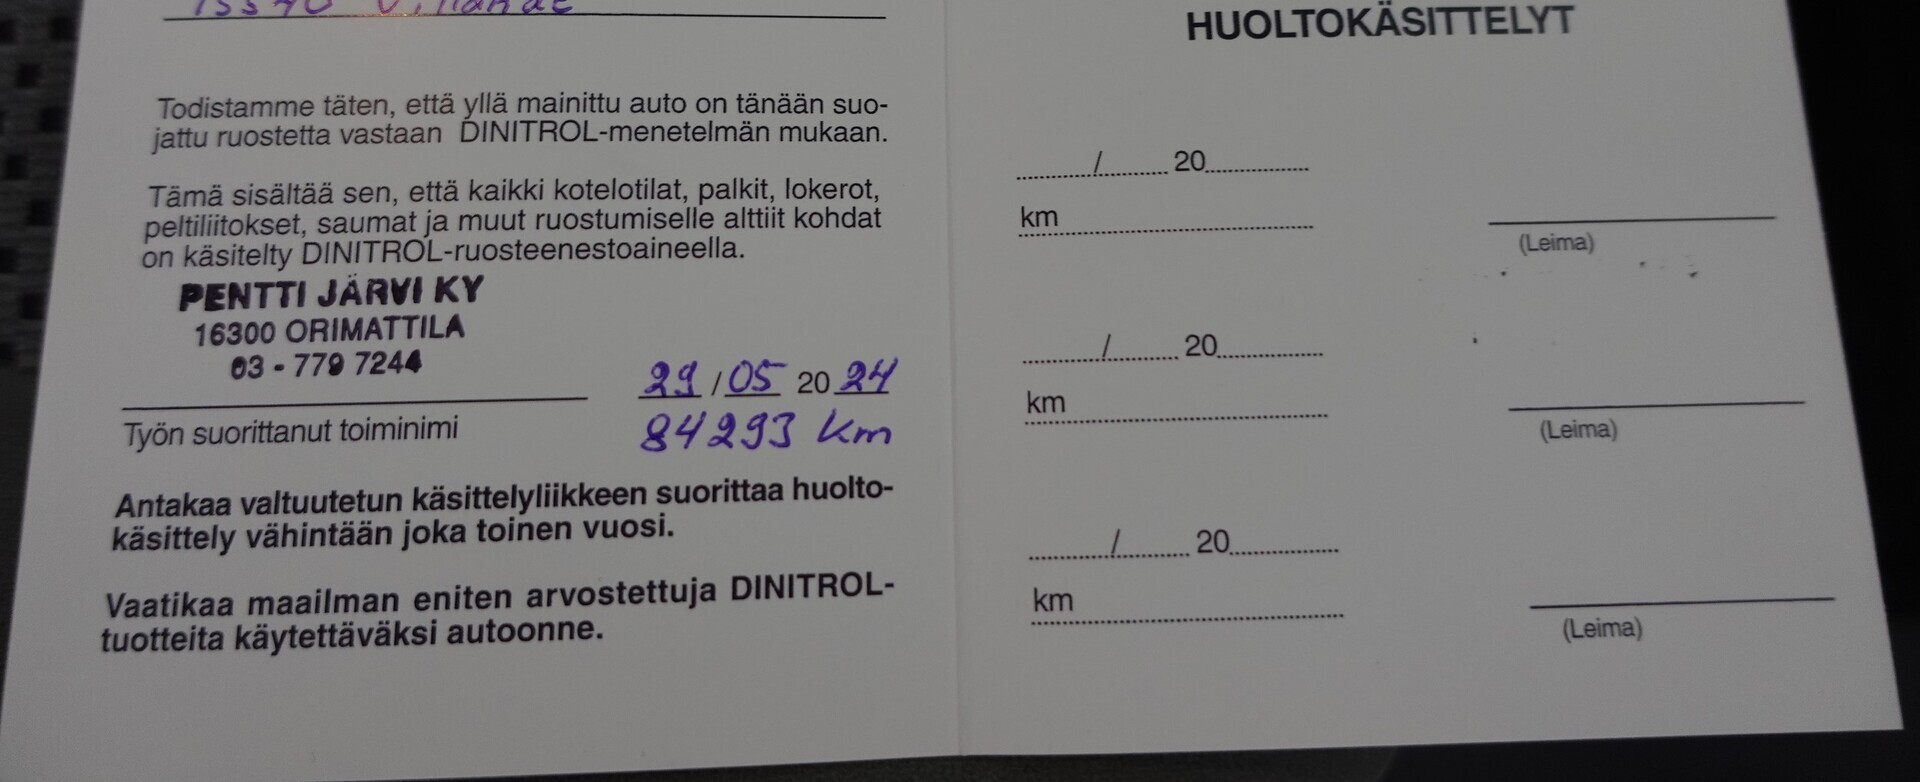 Todistamme täten, että yllä mainittu auto on tänään suo-
jattu ruostetta vastaan DINITROL-menetelmän mukaan.
Tämä sisältää sen, että kaikki kotelotilat, palkit, lokerot,
peltiliitokset, saumat ja muut ruostumiselle alttiit kohdat
on käsitelty DINITROL-ruosteenestoaineella.
PENTTI JÄRVI KY
16300 ORIMATTILA
03 - 779 7244
29 / 05 20 24
84293 km
Työn suorittanut toiminimi
Antakaa valtuutetun käsittelyliikkeen suorittaa huolto-
käsittely vähintään joka toinen vuosi.
Vaatikaa maailman eniten arvostettuja DINITROL-
tuotteita käytettäväksi autoonne.
HUOLTOKÄSITTELYT
....../...... 20............
km ............
(Leima)
....../...... 20............
km ............
(Leima)
....../...... 20............
km ............
(Leima)